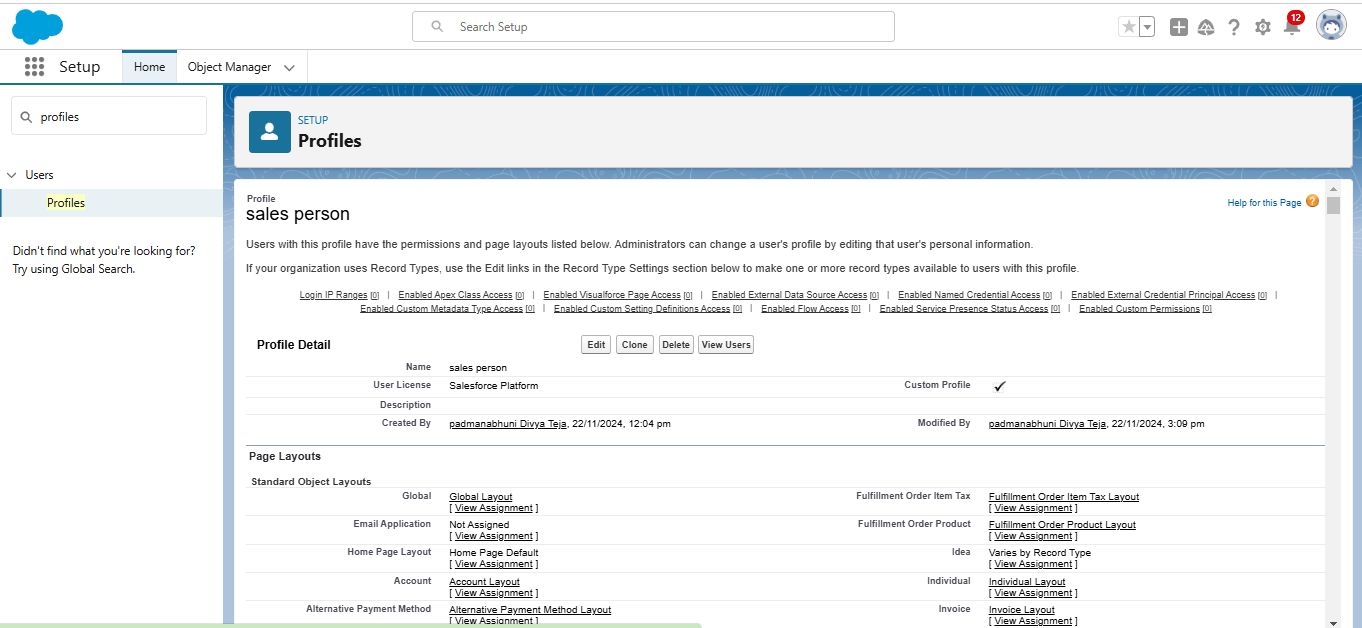 Search Setup
12
Setup
Home
Object Manager
profiles
Users
Profiles
Didn't find what you're looking for?
Try using Global Search.
SETUP
Profiles
Profile
sales person
Help for this Page ?
Users with this profile have the permissions and page layouts listed below. Administrators can change a user's profile by editing that user's personal information.
If your organization uses Record Types, use the Edit links in the Record Type Settings section below to make one or more record types available to users with this profile.
Login IP Ranges [0] | Enabled Apex Class Access [0] | Enabled Visualforce Page Access [0] | Enabled External Data Source Access [0] | Enabled Named Credential Access [0] | Enabled External Credential Principal Access [0] |
Enabled Custom Metadata Type Access [0] | Enabled Custom Setting Definitions Access [0] | Enabled Flow Access [0] | Enabled Service Presence Status Access [0] | Enabled Custom Permissions [0]
Profile Detail Edit Clone Delete View Users
Name sales person
User License Salesforce Platform Custom Profile ✓
Description
Created By padmanabhuni Divya Teja, 22/11/2024, 12:04 pm Modified By padmanabhuni Divya Teja, 22/11/2024, 3:09 pm
Page Layouts
Standard Object Layouts
Global Global Layout Fulfillment Order Item Tax Fulfillment Order Item Tax Layout
[ View Assignment ] [ View Assignment ]
Email Application Not Assigned Fulfillment Order Product Fulfillment Order Product Layout
[ View Assignment ] [ View Assignment ]
Home Page Layout Home Page Default Idea Varies by Record Type
[ View Assignment ] [ View Assignment ]
Account Account Layout Individual Individual Layout
[ View Assignment ] [ View Assignment ]
Alternative Payment Method Alternative Payment Method Layout Invoice Invoice Layout
[ View Assignment ] [ View Assignment ]